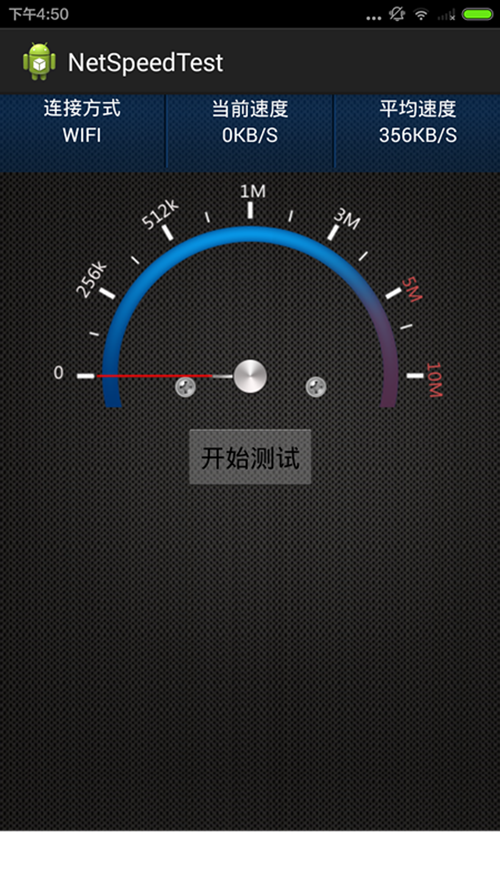 下午4:50
NetSpeedTest
连接方式
当前速度
平均速度
WIFI
0KB/S
356KB/S
0
256k
512k
1M
3M
5M
10M
开始测试